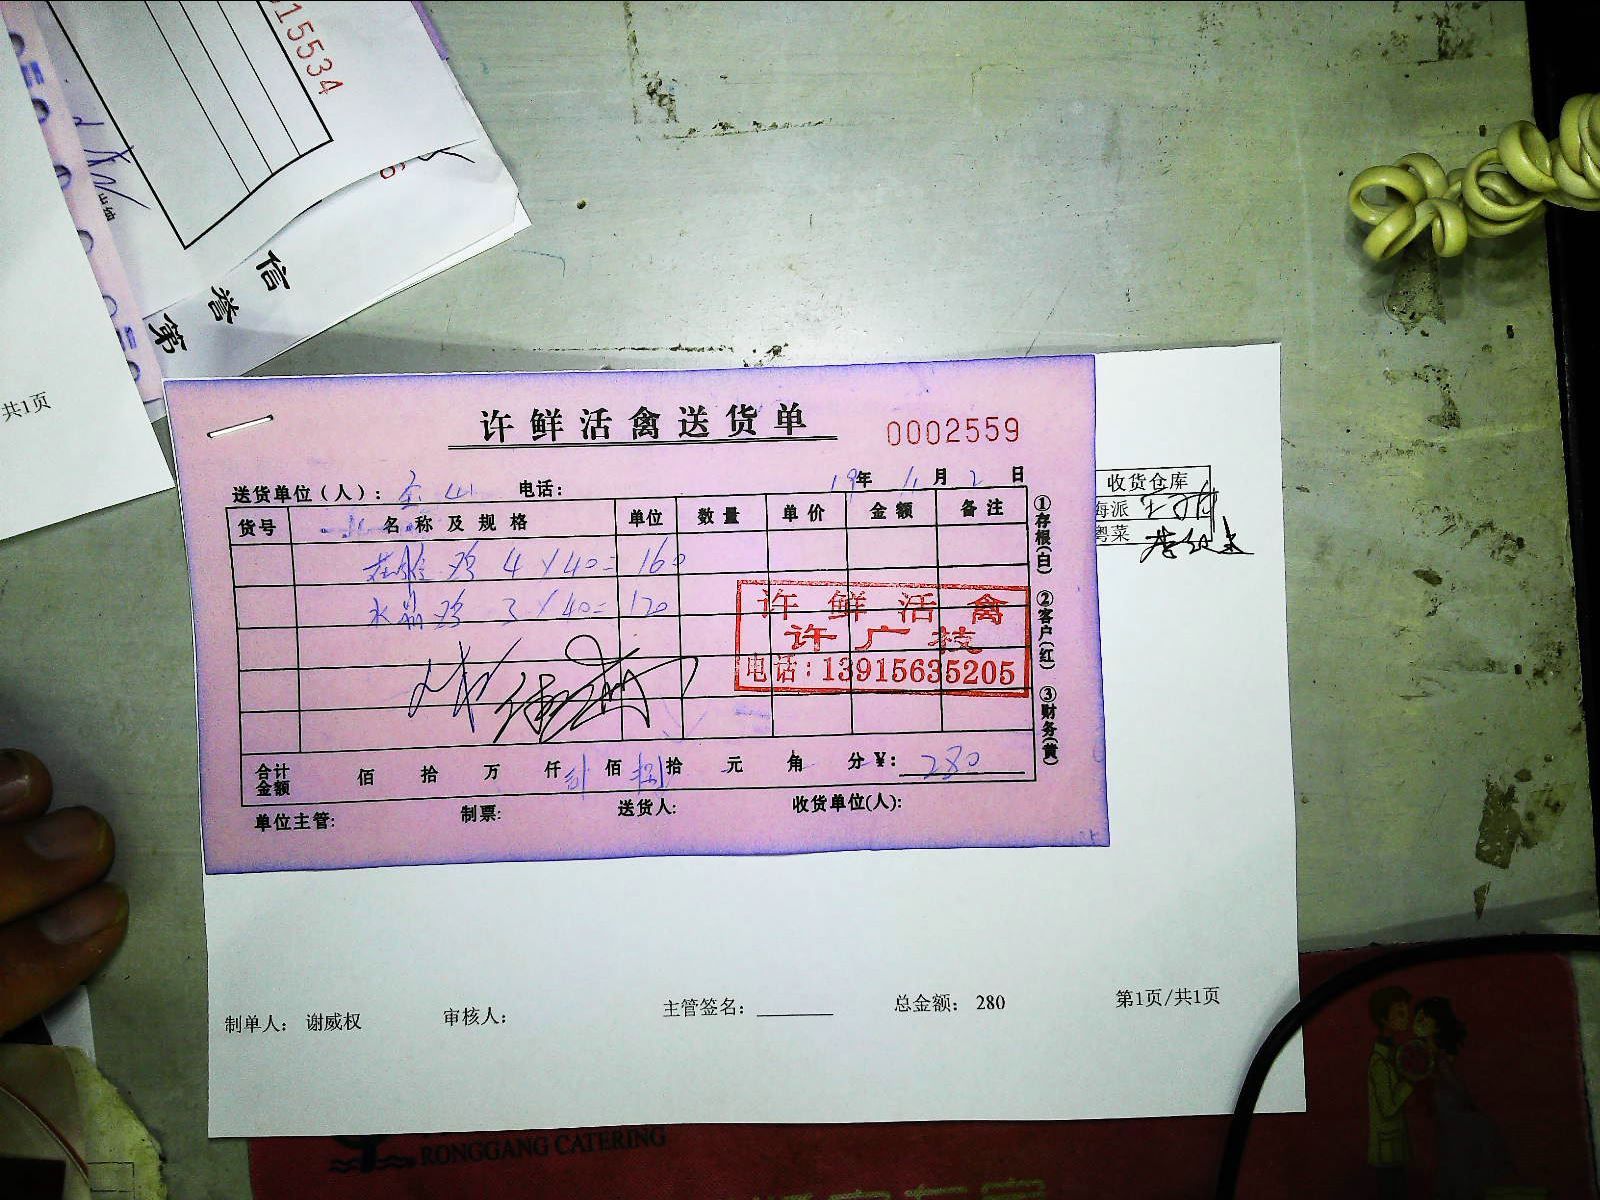 15534
信
誉
第
共1页
许鲜活禽送货单
0002559
送货单位(人): 电话: 19年 11月 2 日
货号 名称及规格 单位 数量 单价 金额 备注
鸡 4 × 40= 160
水晶鸡 3 × 40= 120
许鲜活禽
许广技
电话:13915635205
①存根(白) ②客户(红) ③财务(黄)
合计金额 佰 拾 万 仟 佰 捌拾 元 角 分 ¥: 280
单位主管: 制票: 送货人: 收货单位(人):
收货仓库
海派
粤菜
制单人: 谢威权 审核人: 主管签名: 总金额: 280 第1页/共1页
RONGGANG CATERING